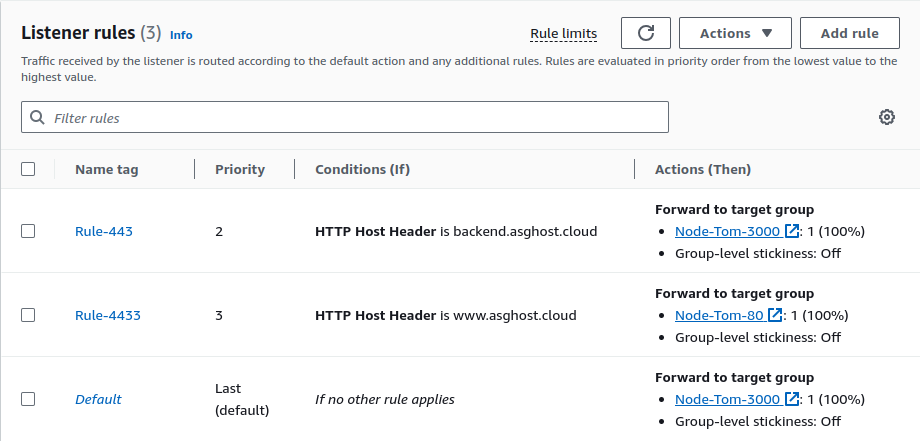 Listener rules (3) Info
Rule limits
Actions
Add rule
Traffic received by the listener is routed according to the default action and any additional rules. Rules are evaluated in priority order from the lowest value to the
highest value.
Filter rules
Name tag Priority Conditions (If) Actions (Then)
Rule-443 2 HTTP Host Header is backend.asghost.cloud
Forward to target group
• Node-Tom-3000 : 1 (100%)
• Group-level stickiness: Off
Rule-4433 3 HTTP Host Header is www.asghost.cloud
Forward to target group
• Node-Tom-80 : 1 (100%)
• Group-level stickiness: Off
Default
Last
(default)
If no other rule applies
Forward to target group
• Node-Tom-3000 : 1 (100%)
• Group-level stickiness: Off